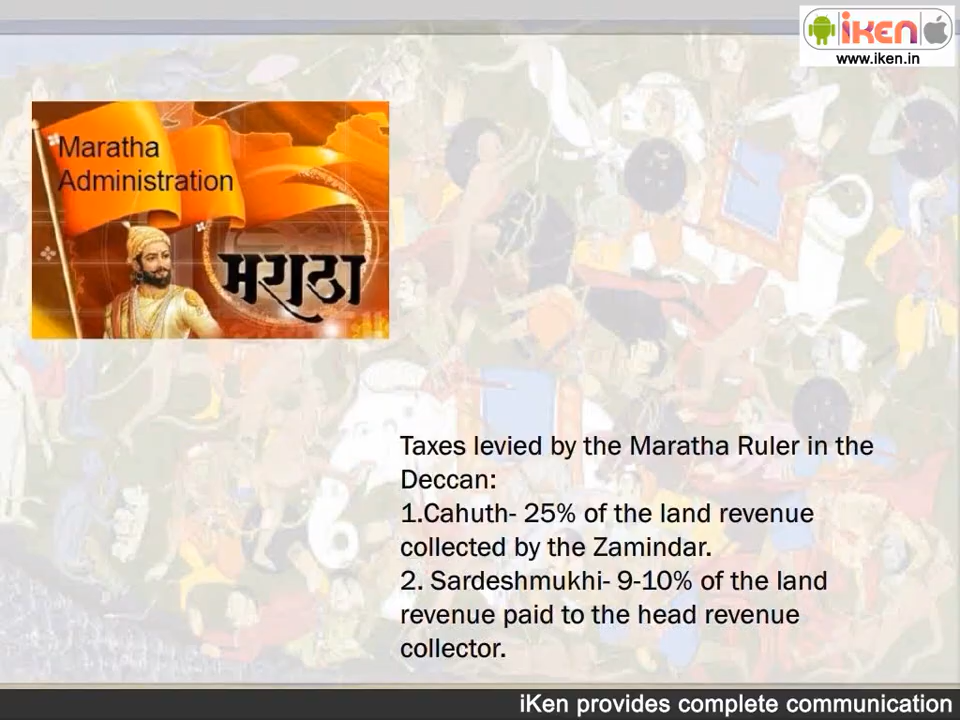 iKEN
www.iken.in
Maratha
Administration
मराठा
Taxes levied by the Maratha Ruler in the
Deccan:
1.Cahuth- 25% of the land revenue
collected by the Zamindar.
2. Sardeshmukhi- 9-10% of the land
revenue paid to the head revenue
collector.
iKen provides complete communication